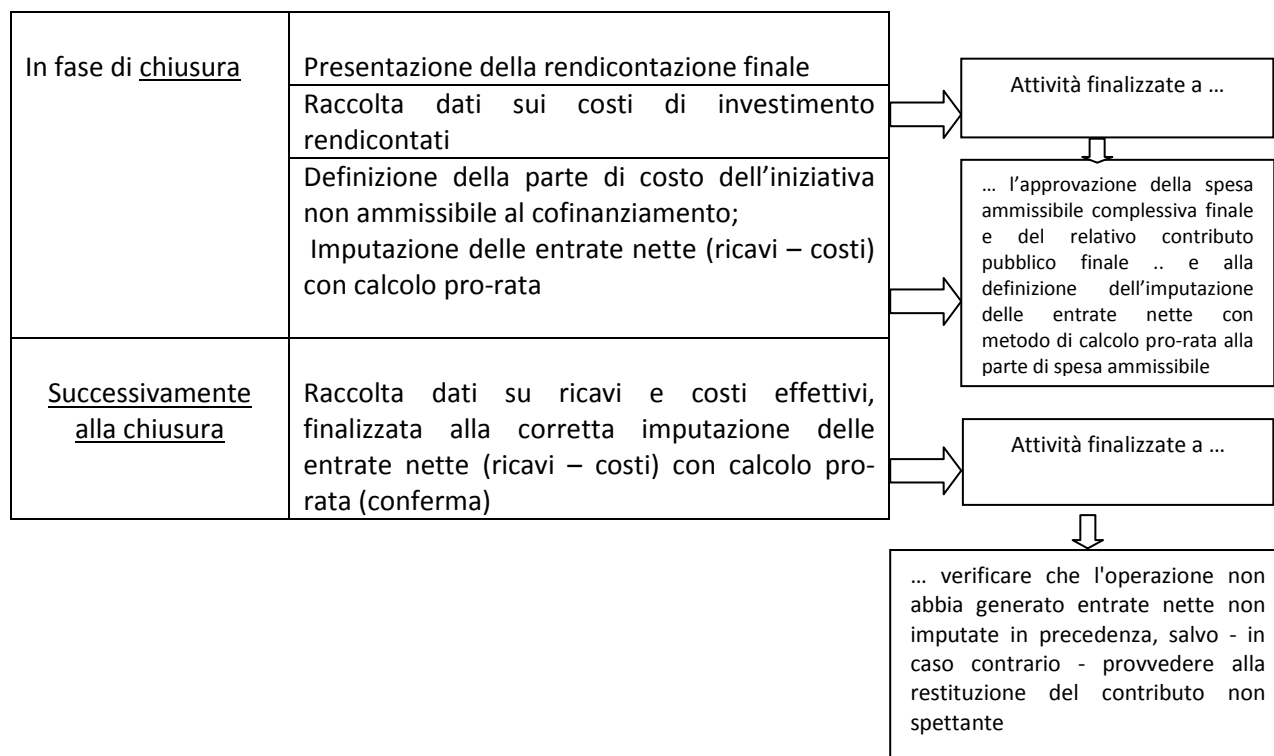 In fase di chiusura
Presentazione della rendicontazione finale
Raccolta dati sui costi di investimento
rendicontati
Definizione della parte di costo dell’iniziativa
non ammissibile al cofinanziamento;
Imputazione delle entrate nette (ricavi – costi)
con calcolo pro-rata
Attività finalizzate a …
… l’approvazione della spesa
ammissibile complessiva finale
e del relativo contributo
pubblico finale .. e alla
definizione dell’imputazione
delle entrate nette con
metodo di calcolo pro-rata alla
parte di spesa ammissibile
Successivamente
alla chiusura
Raccolta dati su ricavi e costi effettivi,
finalizzata alla corretta imputazione delle
entrate nette (ricavi – costi) con calcolo pro-
rata (conferma)
Attività finalizzate a …
… verificare che l'operazione non
abbia generato entrate nette non
imputate in precedenza, salvo - in
caso contrario - provvedere alla
restituzione del contributo non
spettante